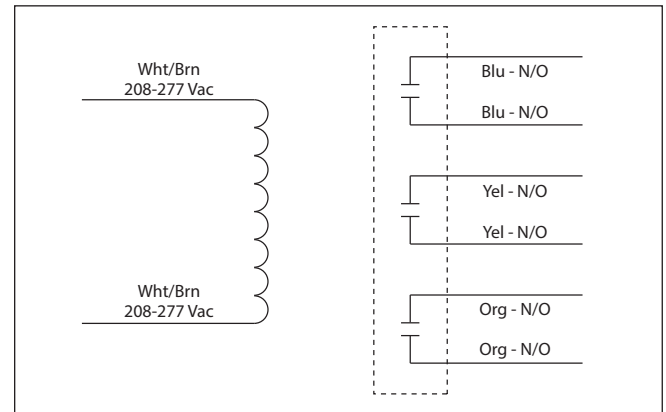 Wht/Brn
208-277 Vac
Wht/Brn
208-277 Vac
Blu - N/O
Blu - N/O
Yel - N/O
Yel - N/O
Org - N/O
Org - N/O